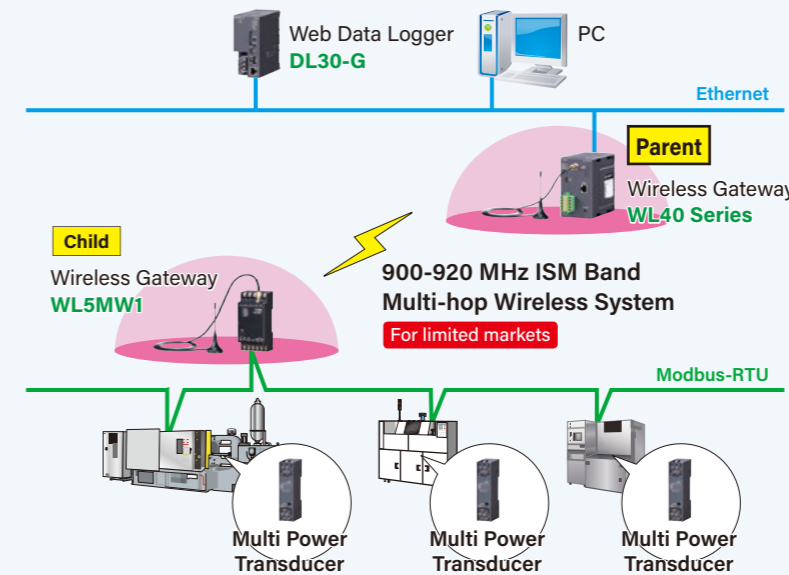 Web Data Logger
DL30-G
PC
Ethernet
Parent
Wireless Gateway
WL40 Series
Child
Wireless Gateway
WL5MW1
900-920 MHz ISM Band
Multi-hop Wireless System
For limited markets
Modbus-RTU
Multi Power
Transducer
Multi Power
Transducer
Multi Power
Transducer